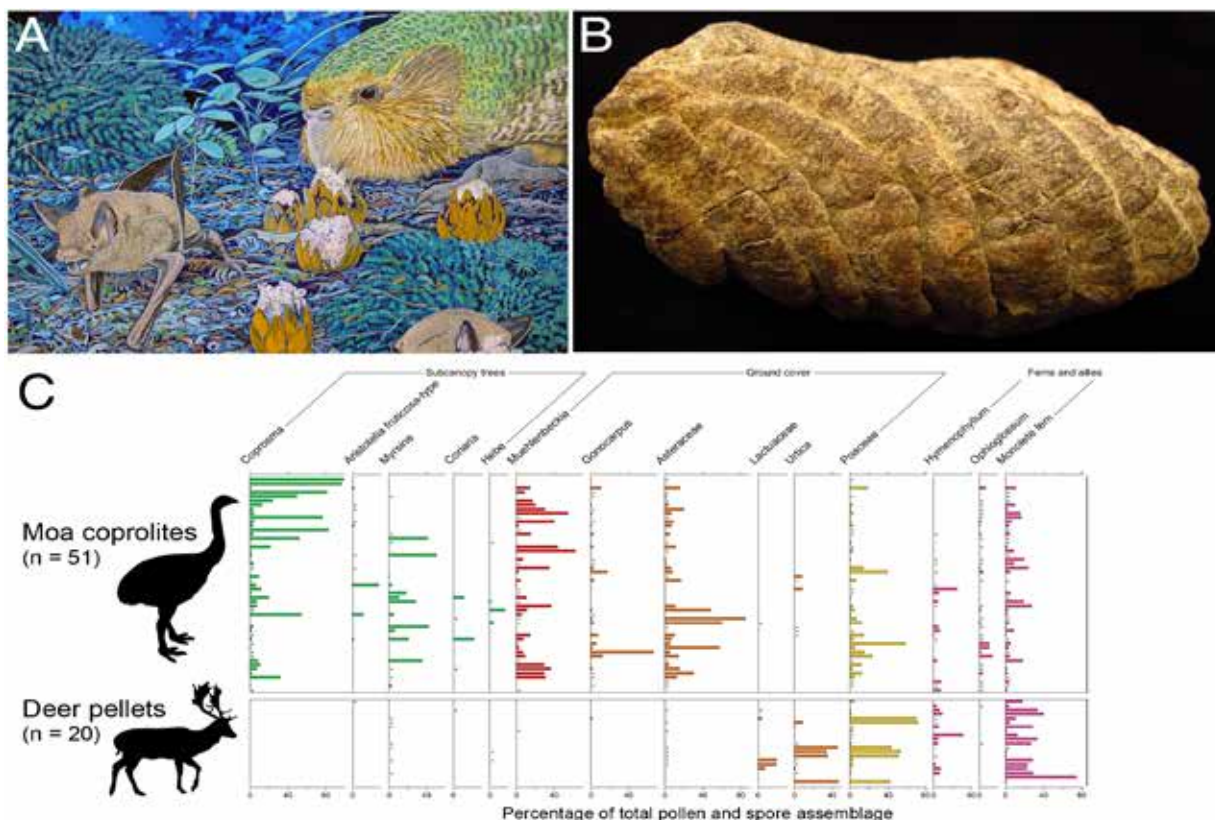 A
B
C
Subcanopy trees
Ground cover
Ferns and allies
Coprosma
Aristotelia fruticosa-type
Myrsine
Coriaria
Hebe
Muehlenbeckia
Gonocarpus
Asteraceae
Lactuaceae
Urtica
Poaceae
Hymenophyllum
Ophioglossum
Monolete fern
Moa coprolites
(n = 51)
Deer pellets
(n = 20)
Percentage of total pollen and spore assemblage